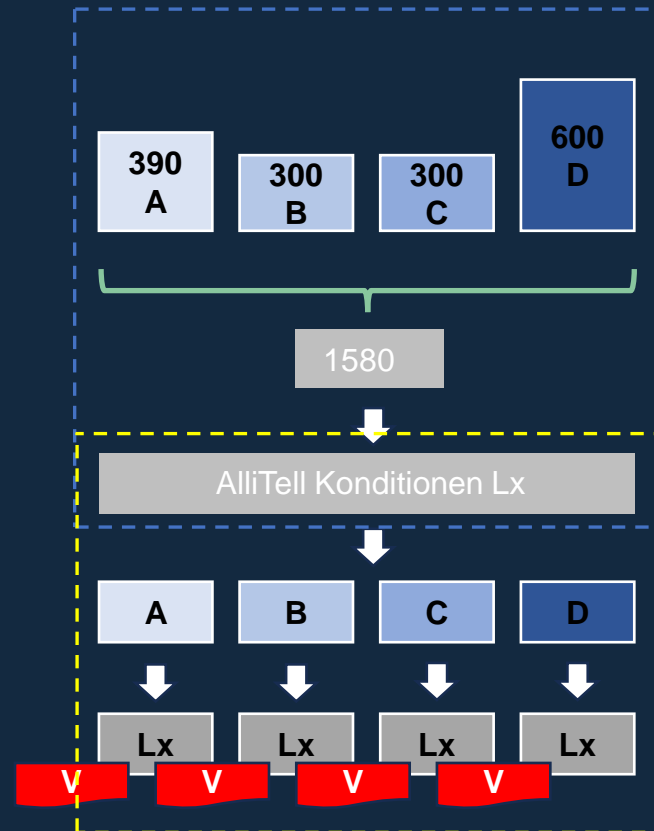 390
A
300
B
300
C
600
D
1580
AlliTell Konditionen Lx
A
B
C
D
Lx
Lx
Lx
Lx
V
V
V
V